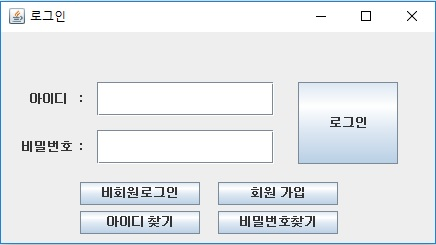 로그인
아이디 :
로그인
비밀번호 :
비회원로그인 회원 가입
아이디 찾기 비밀번호찾기